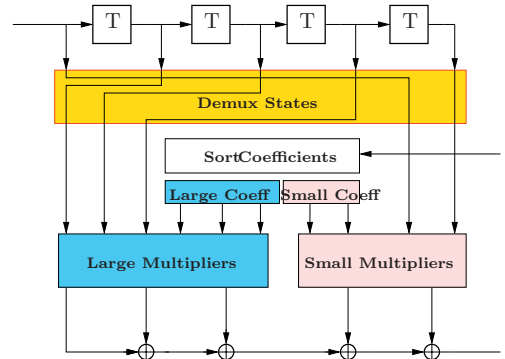 T T T T
Demux States
SortCoefficients
Large Coeff Small Coeff
Large Multipliers Small Multipliers